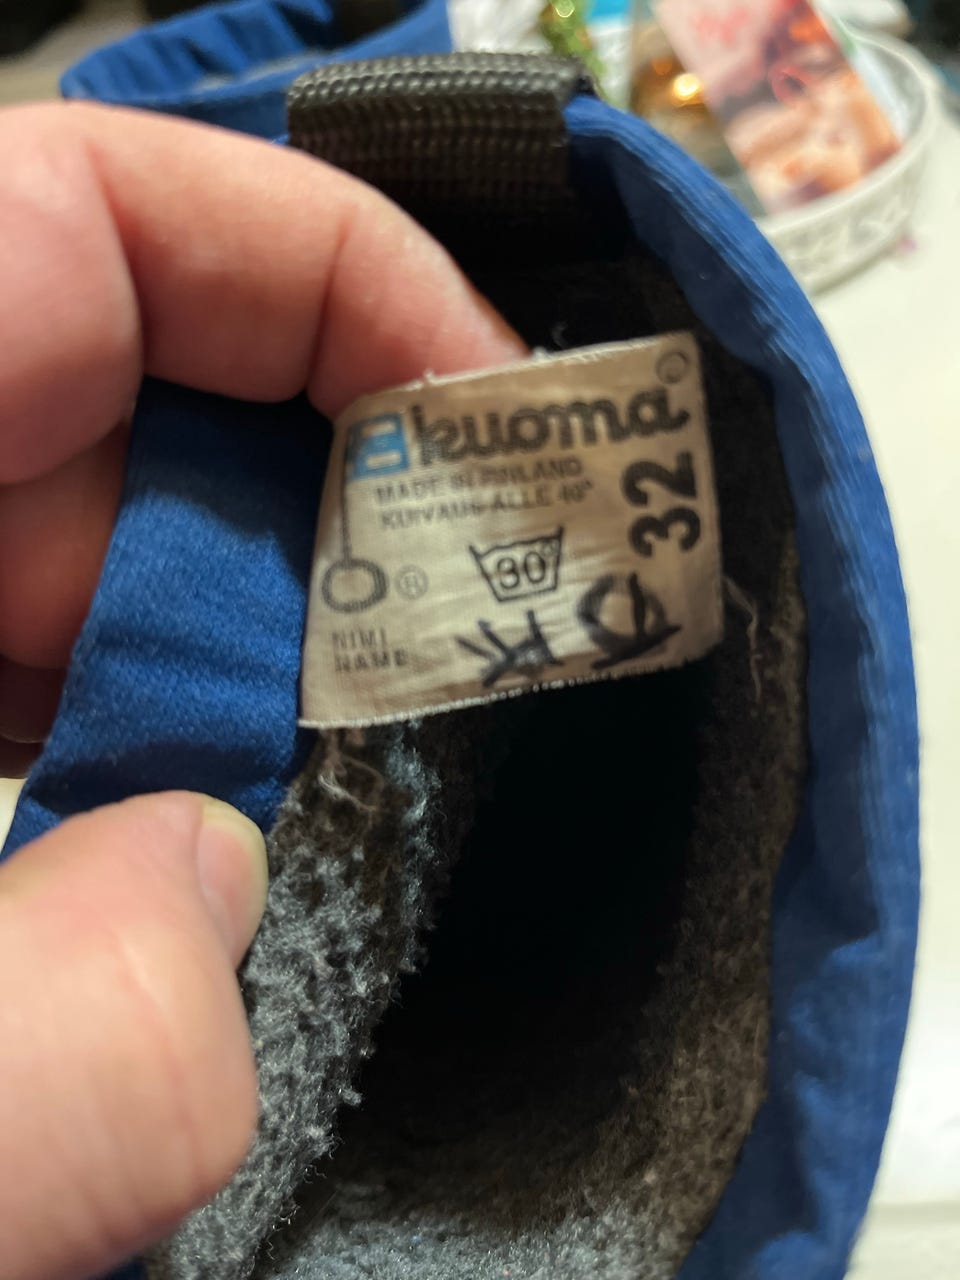 kuoma
MADE IN FINLAND
KUIVAUS ALLE 40°
32
30°
®
NIMI
NAME